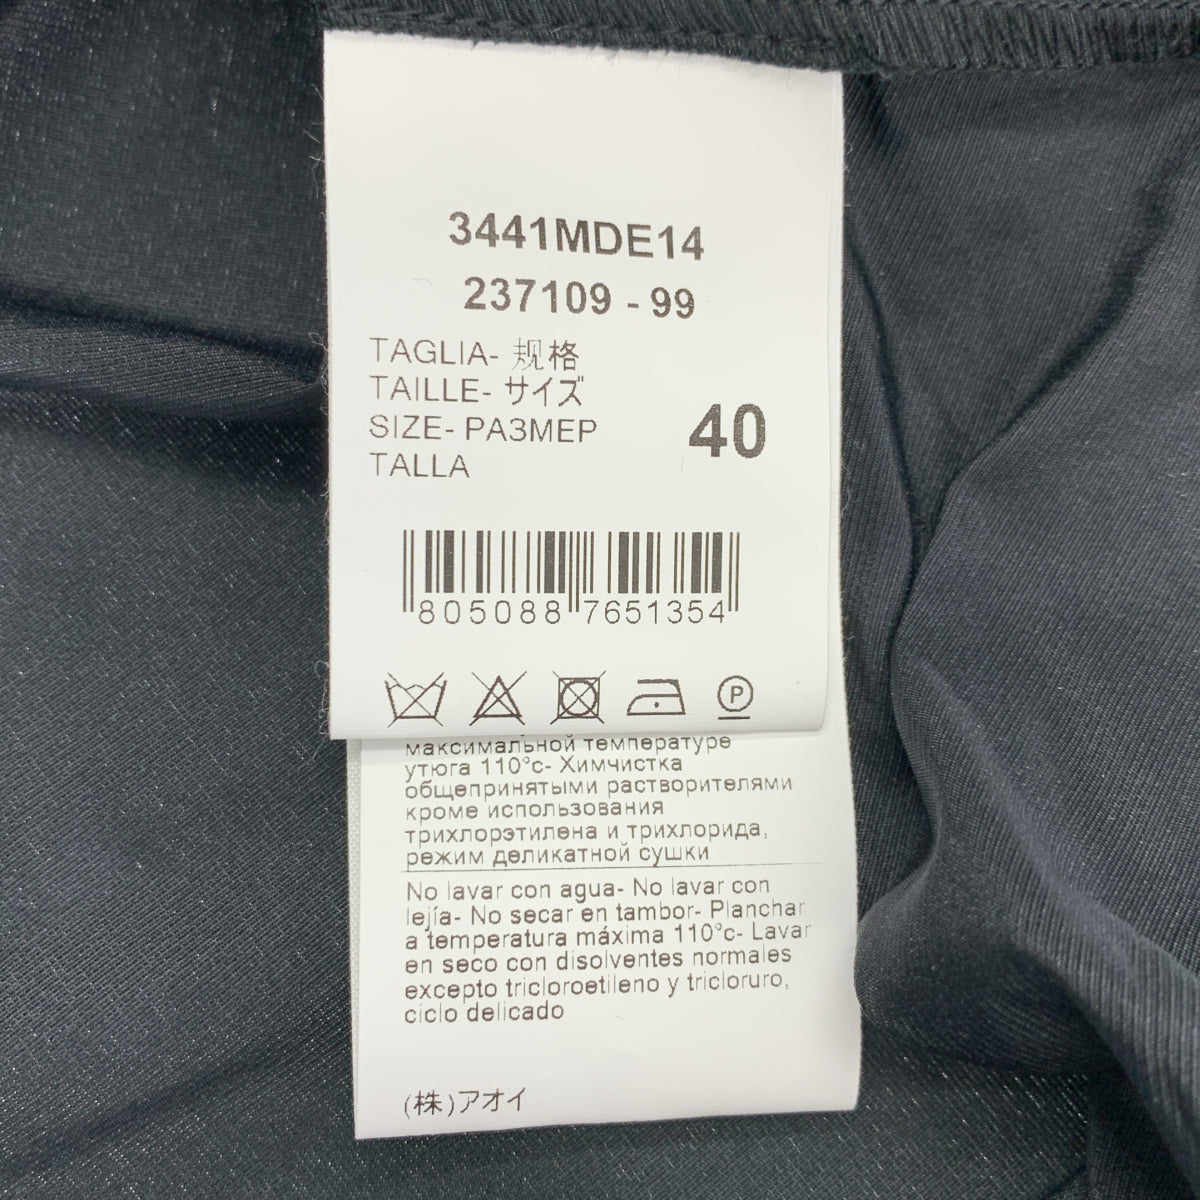 3441MDE14
237109 - 99
TAGLIA- 规格
TAILLE- サイズ
SIZE- РАЗМЕР
TALLA
40
805088 7651354
P
максимальной температуре
утюга 110°с- Химчистка
общепринятыми растворителями
кроме использования
трихлорэтилена и трихлорида,
режим деликатной сушки
No lavar con agua- No lavar con
lejía- No secar en tambor- Planchar
a temperatura máxima 110°c- Lavar
en seco con disolventes normales
excepto tricloroetileno y tricloruro,
ciclo delicado
(株)アオイ